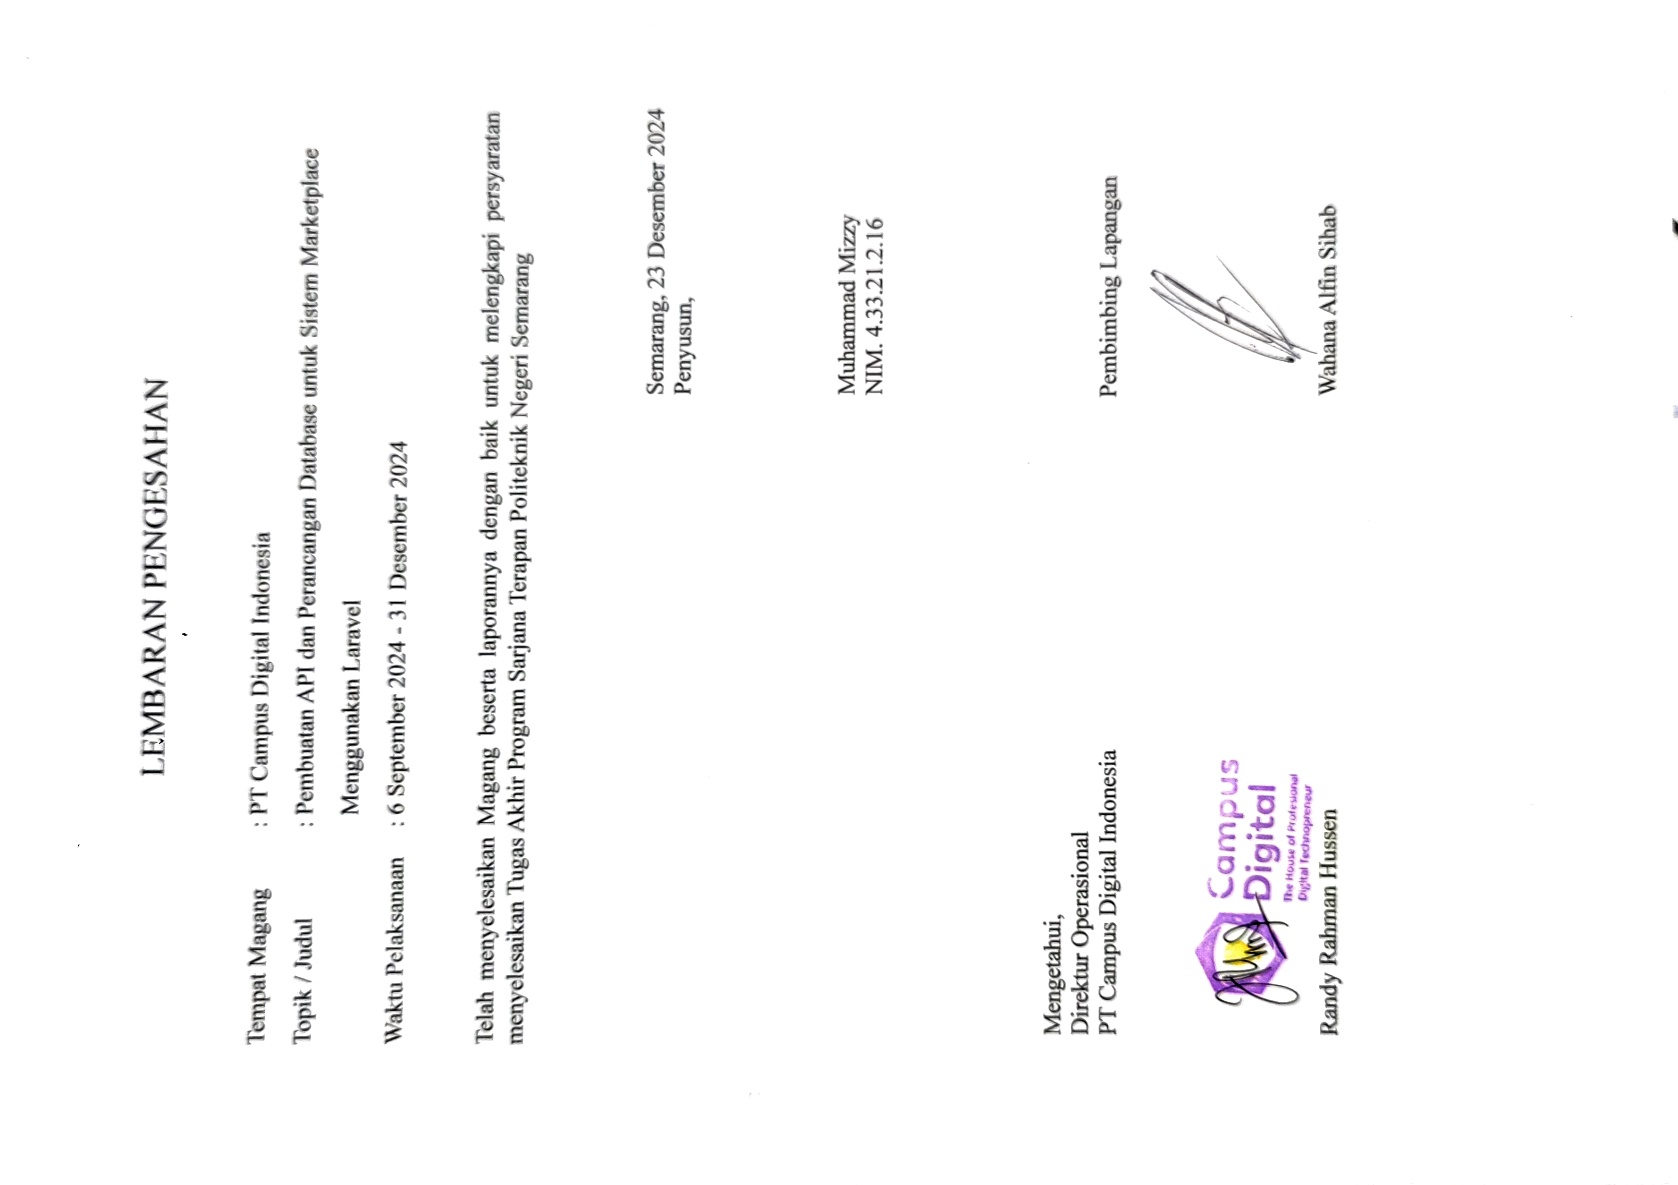 LEMBARAN PENGESAHAN
Tempat Magang : PT Campus Digital Indonesia
Topik / Judul : Pembuatan API dan Perancangan Database untuk Sistem Marketplace
Menggunakan Laravel
Waktu Pelaksanaan : 6 September 2024 - 31 Desember 2024
Telah menyelesaikan Magang beserta laporannya dengan baik untuk melengkapi persyaratan
menyelesaikan Tugas Akhir Program Sarjana Terapan Politeknik Negeri Semarang
Semarang, 23 Desember 2024
Penyusun,
Muhammad Mizzy
NIM. 4.33.21.2.16
Mengetahui,
Direktur Operasional
PT Campus Digital Indonesia
Pembimbing Lapangan
Campus
Digital
The House of Profesional
Digital Technopreneur
Randy Rahman Hussen
Wahana Alfin Sihab